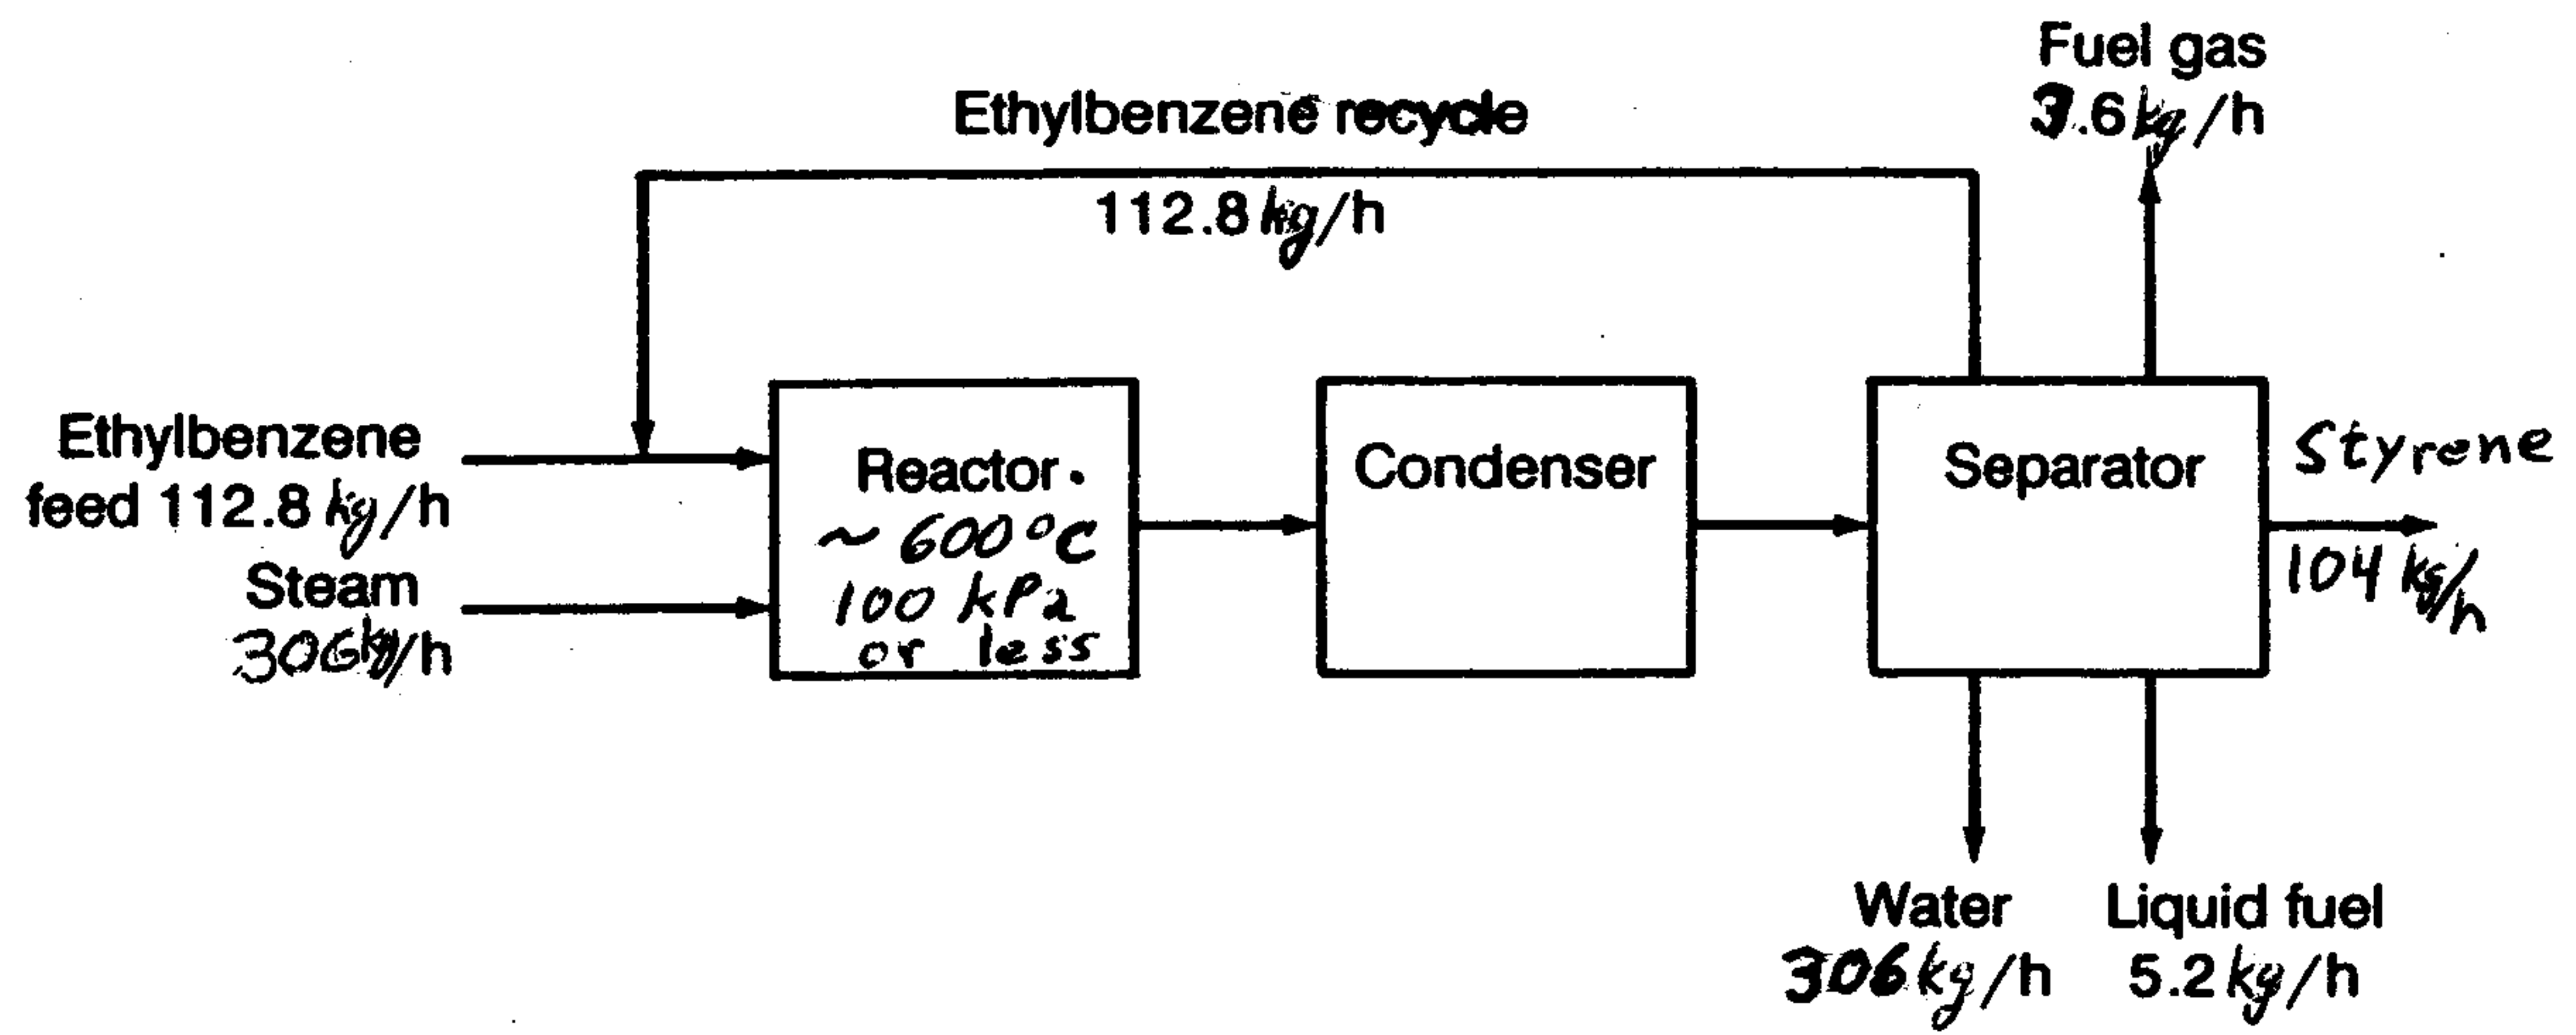 Fuel gas
3.6 kg/h
Ethylbenzene recycle
112.8 kg/h
Ethylbenzene
feed 112.8 kg/h
Steam
306 kg/h
Reactor.
~ 600°C
100 kPa
or less
Condenser
Separator
Styrene
104 kg/h
Water
306 kg/h
Liquid fuel
5.2 kg/h